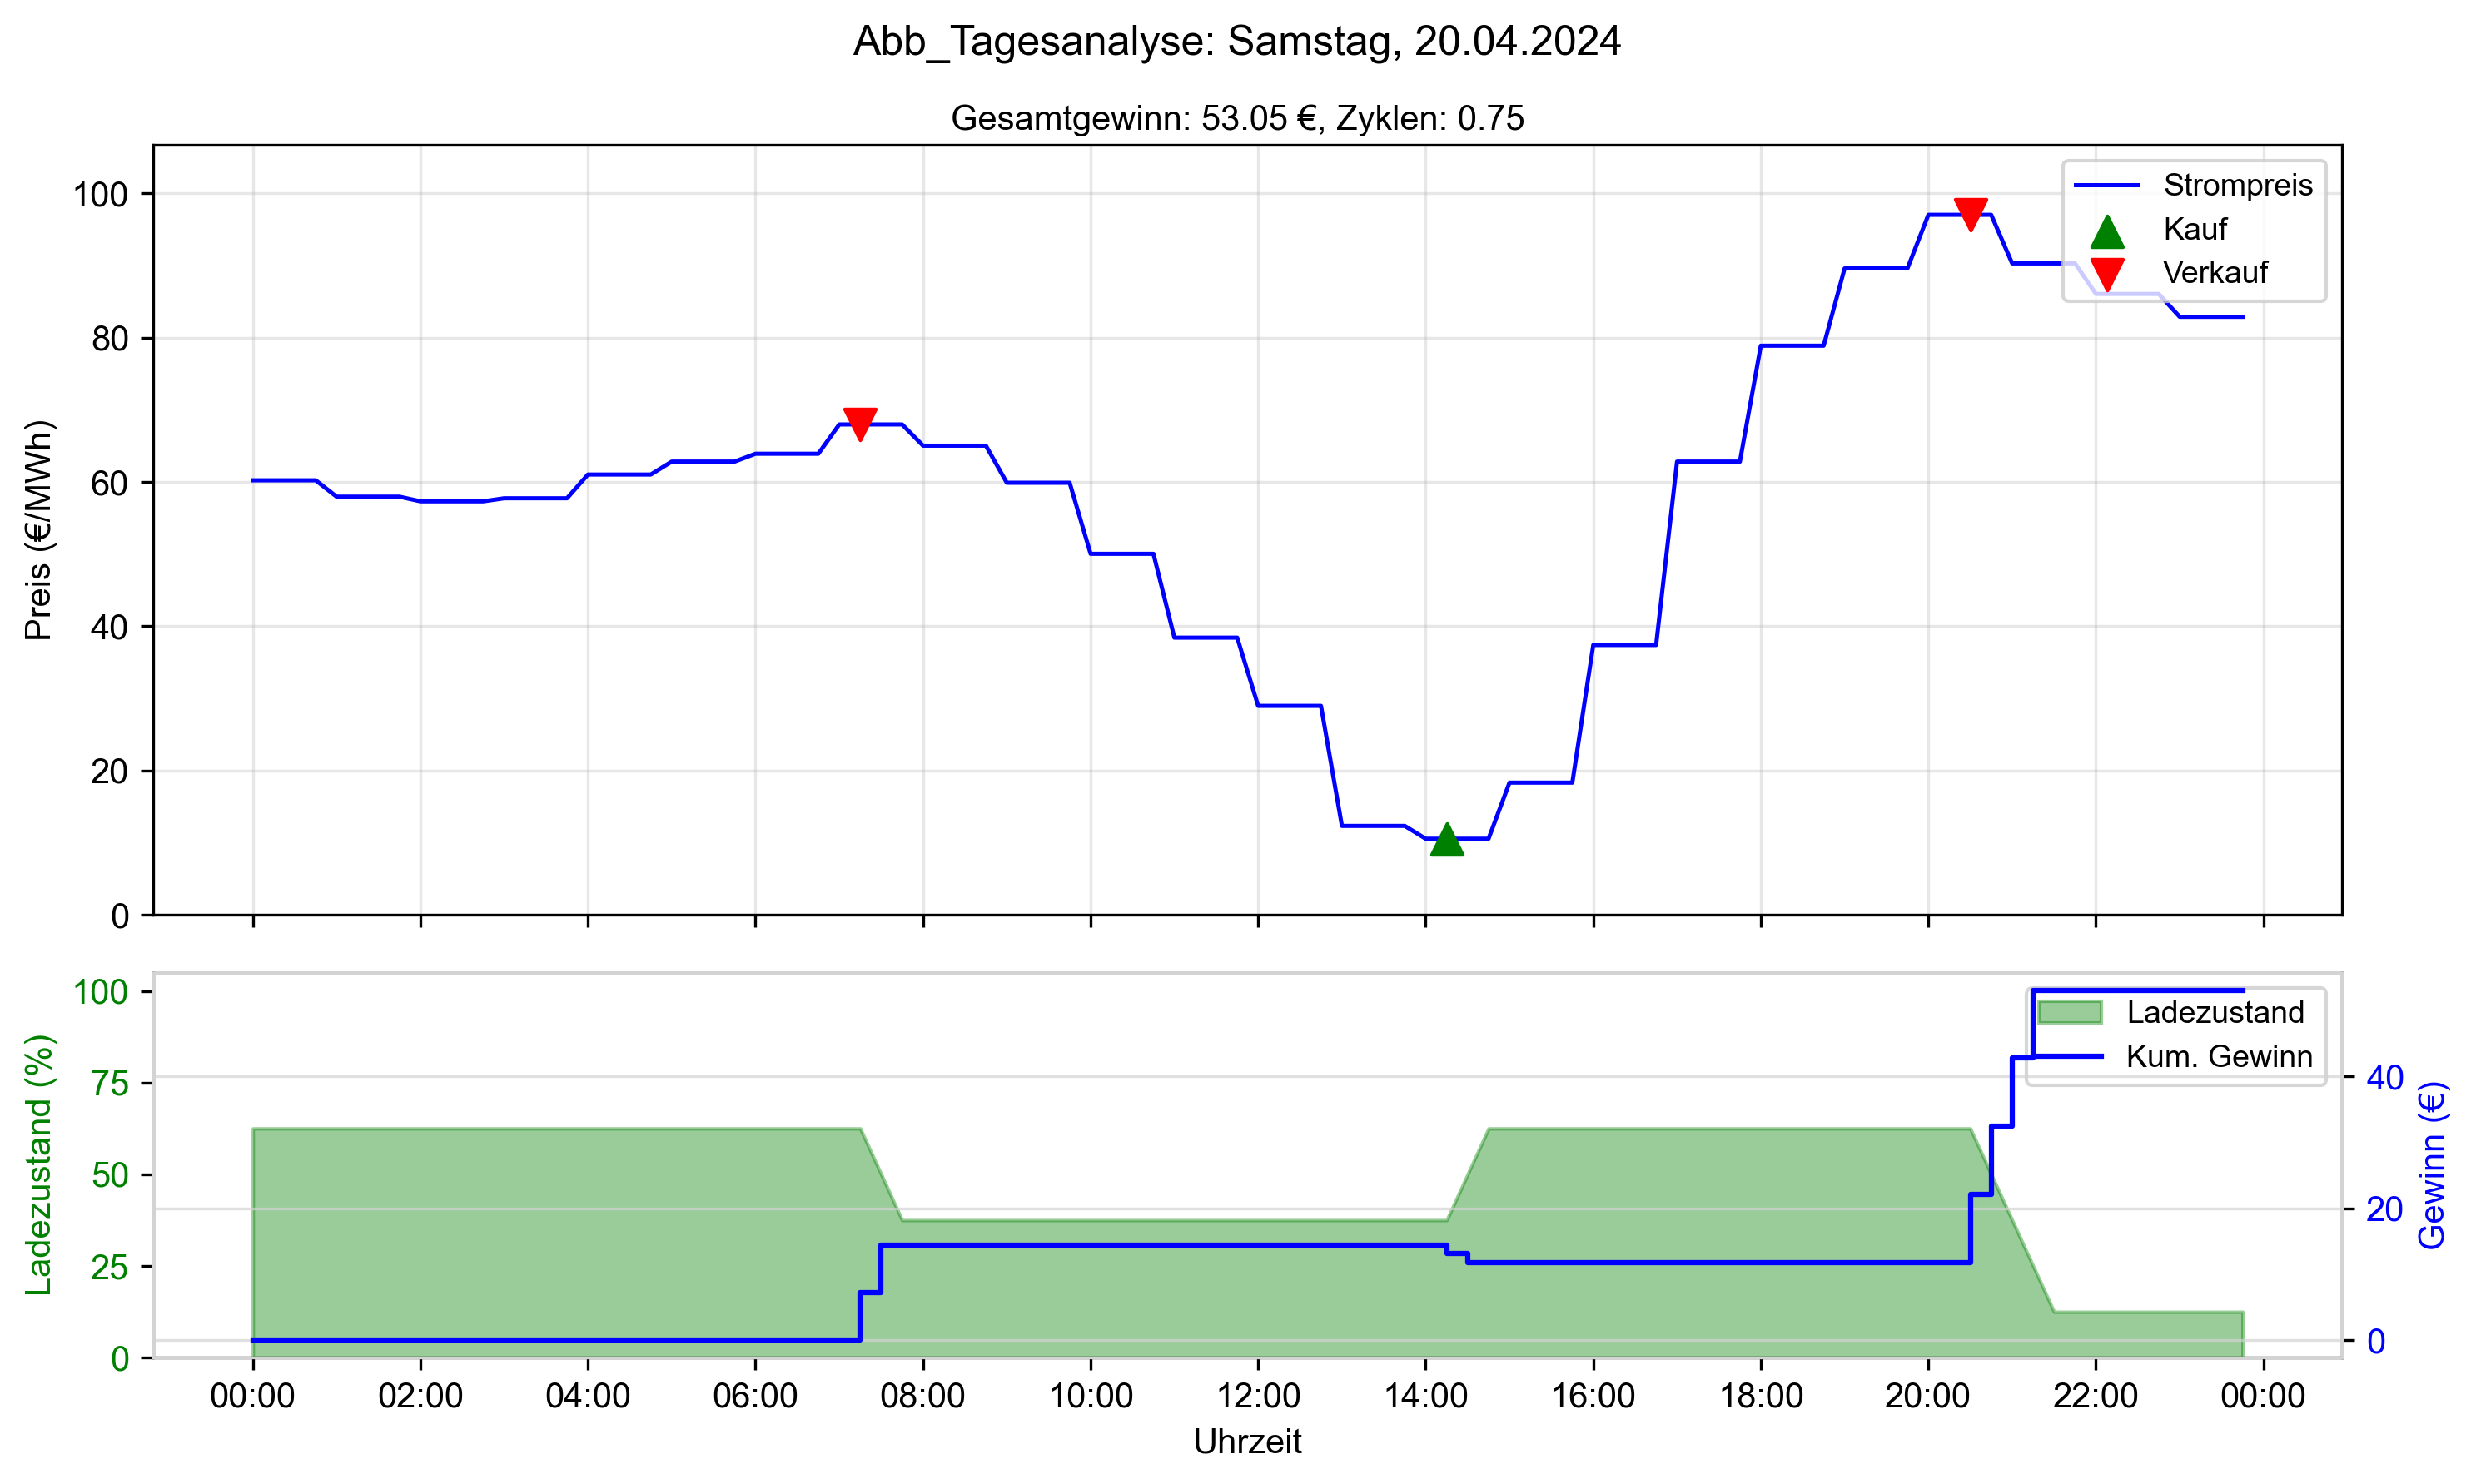 Abb_Tagesanalyse: Samstag, 20.04.2024
Gesamtgewinn: 53.05 €, Zyklen: 0.75
Preis (€/MWh)
100
80
60
40
20
0
Strompreis
Kauf
Verkauf
Ladezustand (%)
100
75
50
25
0
Ladezustand
Kum. Gewinn
40
20
0
Gewinn (€)
00:00 02:00 04:00 06:00 08:00 10:00 12:00 14:00 16:00 18:00 20:00 22:00 00:00
Uhrzeit